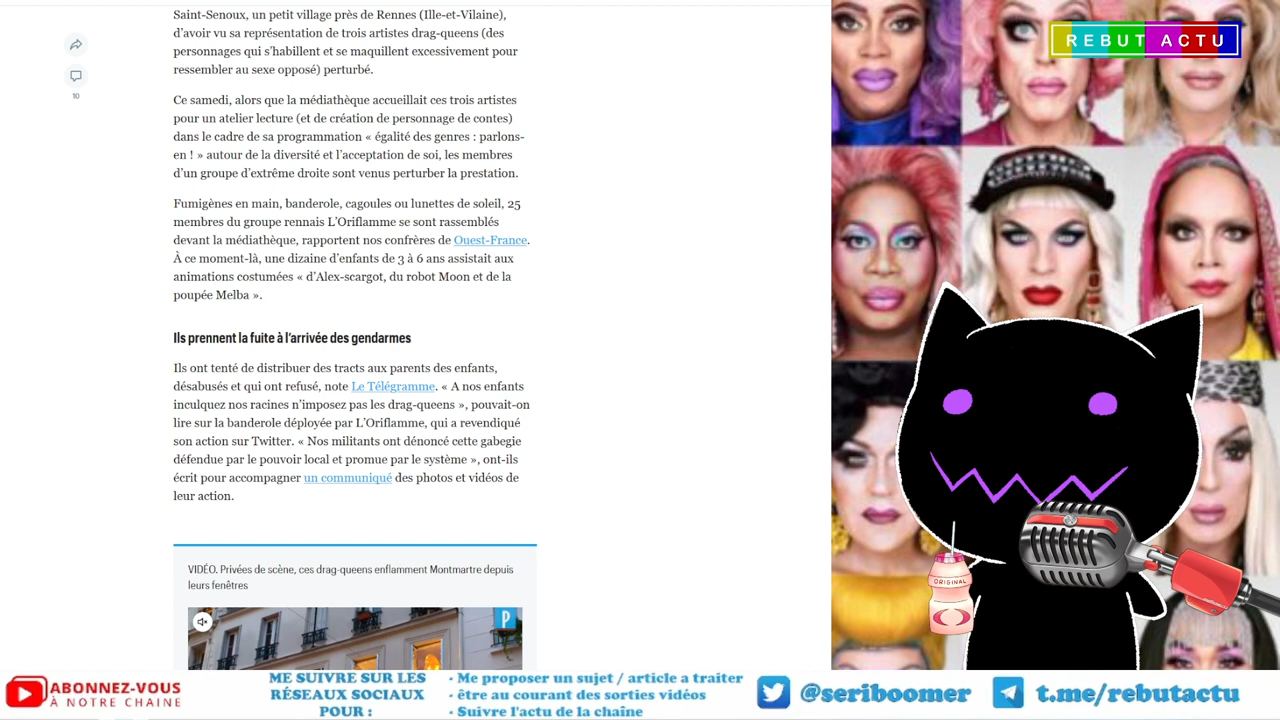 Saint-Senoux, un petit village près de Rennes (Ille-et-Vilaine),
d'avoir vu sa représentation de trois artistes drag-queens (des
personnages qui s'habillent et se maquillent excessivement pour
ressembler au sexe opposé) perturbé.
10
Ce samedi, alors que la médiathèque accueillait ces trois artistes
pour un atelier lecture (et de création de personnage de contes)
dans le cadre de sa programmation « égalité des genres : parlons-
en ! » autour de la diversité et l'acceptation de soi, les membres
d'un groupe d'extrême droite sont venus perturber la prestation.
Fumigènes en main, banderole, cagoules ou lunettes de soleil, 25
membres du groupe rennais L'Oriflamme se sont rassemblés
devant la médiathèque, rapportent nos confrères de Ouest-France.
À ce moment-là, une dizaine d'enfants de 3 à 6 ans assistait aux
animations costumées « d'Alex-scargot, du robot Moon et de la
poupée Melba ».
Ils prennent la fuite à l'arrivée des gendarmes
Ils ont tenté de distribuer des tracts aux parents des enfants,
désabusés et qui ont refusé, note Le Télégramme. « A nos enfants
inculquez nos racines n'imposez pas les drag-queens », pouvait-on
lire sur la banderole déployée par L'Oriflamme, qui a revendiqué
son action sur Twitter. « Nos militants ont dénoncé cette gabegie
défendue par le pouvoir local et promue par le système », ont-ils
écrit pour accompagner un communiqué des photos et vidéos de
leur action.
VIDÉO. Privées de scène, ces drag-queens enflamment Montmartre depuis
leurs fenêtres
P
REBUT ACTU
ORIGINAL
ABONNEZ-VOUS
À NOTRE CHAINE
ME SUIVRE SUR LES
RÉSEAUX SOCIAUX
POUR :
- Me proposer un sujet / article a traiter
- être au courant des sorties vidéos
- Suivre l'actu de la chaîne
@seriboomer
t.me/rebutactu